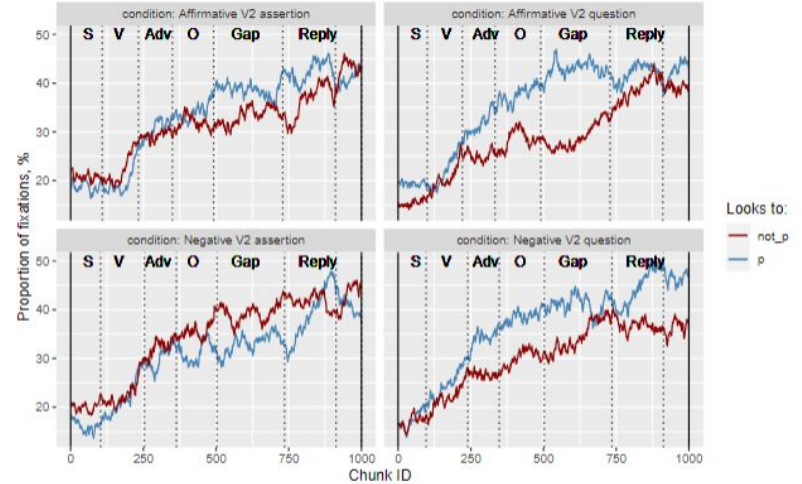 condition: Affirmative V2 assertion
condition: Affirmative V2 question
S V Adv O Gap Reply
S V Adv O Gap Reply
50
40
30
20
condition: Negative V2 assertion
condition: Negative V2 question
S V Adv O Gap Reply
S V Adv O Gap Reply
50
40
30
20
0 250 500 750 1000
0 250 500 750 1000
Chunk ID
Proportion of fixations, %
Looks to:
not_p
p